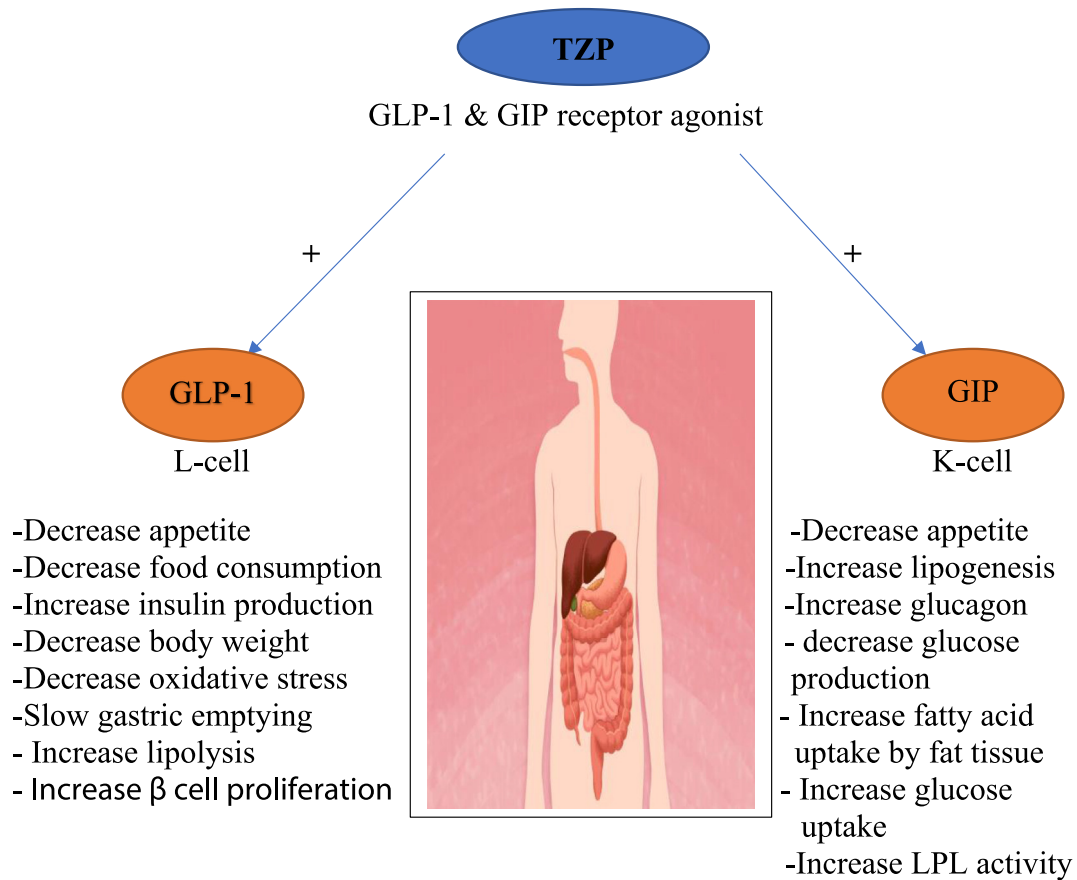 TZP
GLP-1 & GIP receptor agonist
+
+
GLP-1
L-cell
-Decrease appetite
-Decrease food consumption
-Increase insulin production
-Decrease body weight
-Decrease oxidative stress
-Slow gastric emptying
- Increase lipolysis
- Increase β cell proliferation
GIP
K-cell
-Decrease appetite
-Increase lipogenesis
-Increase glucagon
- decrease glucose
production
- Increase fatty acid
uptake by fat tissue
- Increase glucose
uptake
-Increase LPL activity